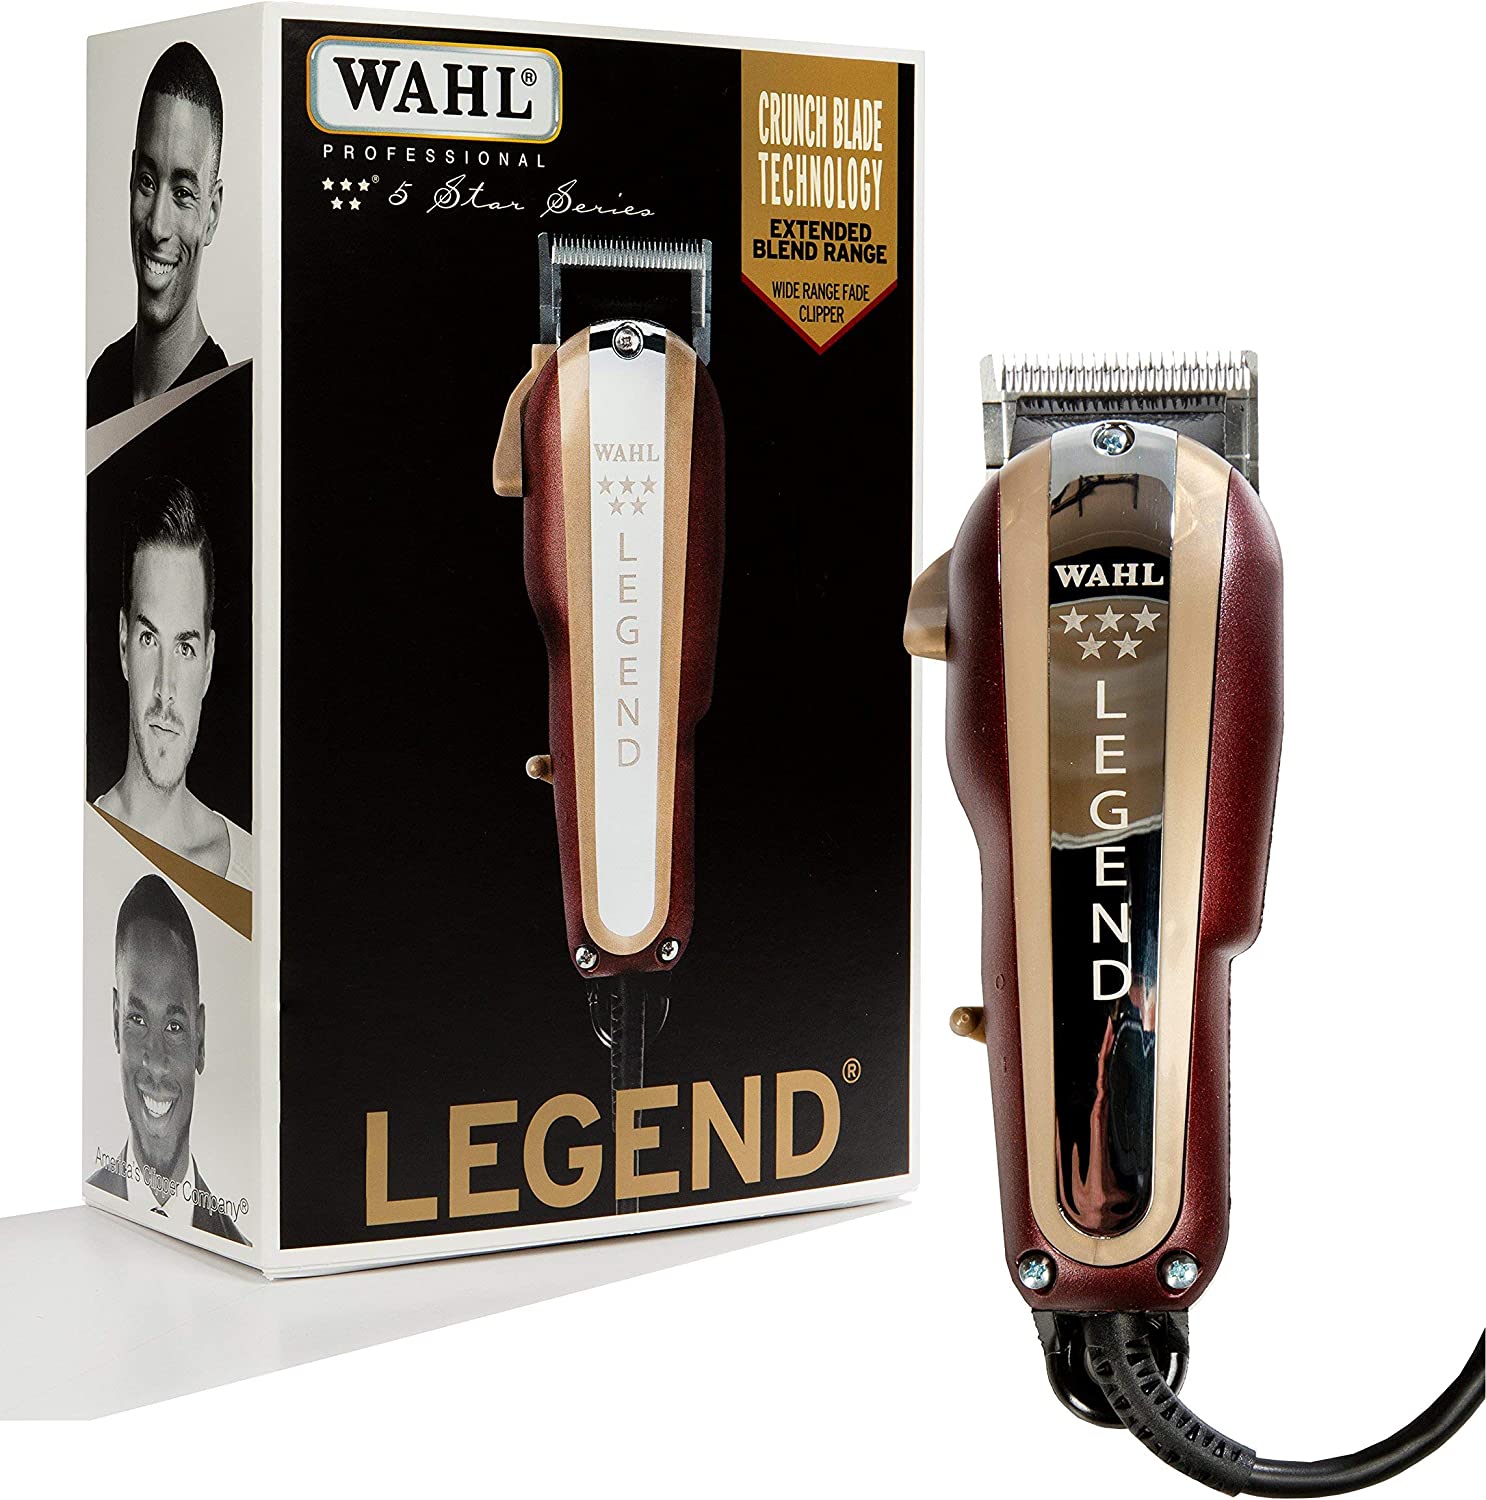 WAHL®
PROFESSIONAL
5 Star Series
CRUNCH BLADE
TECHNOLOGY
EXTENDED
BLEND RANGE
WIDE RANGE FADE
CLIPPER
WAHL
LEGEND
LEGEND®
America's Clipper Company®
WAHL
LEGEND